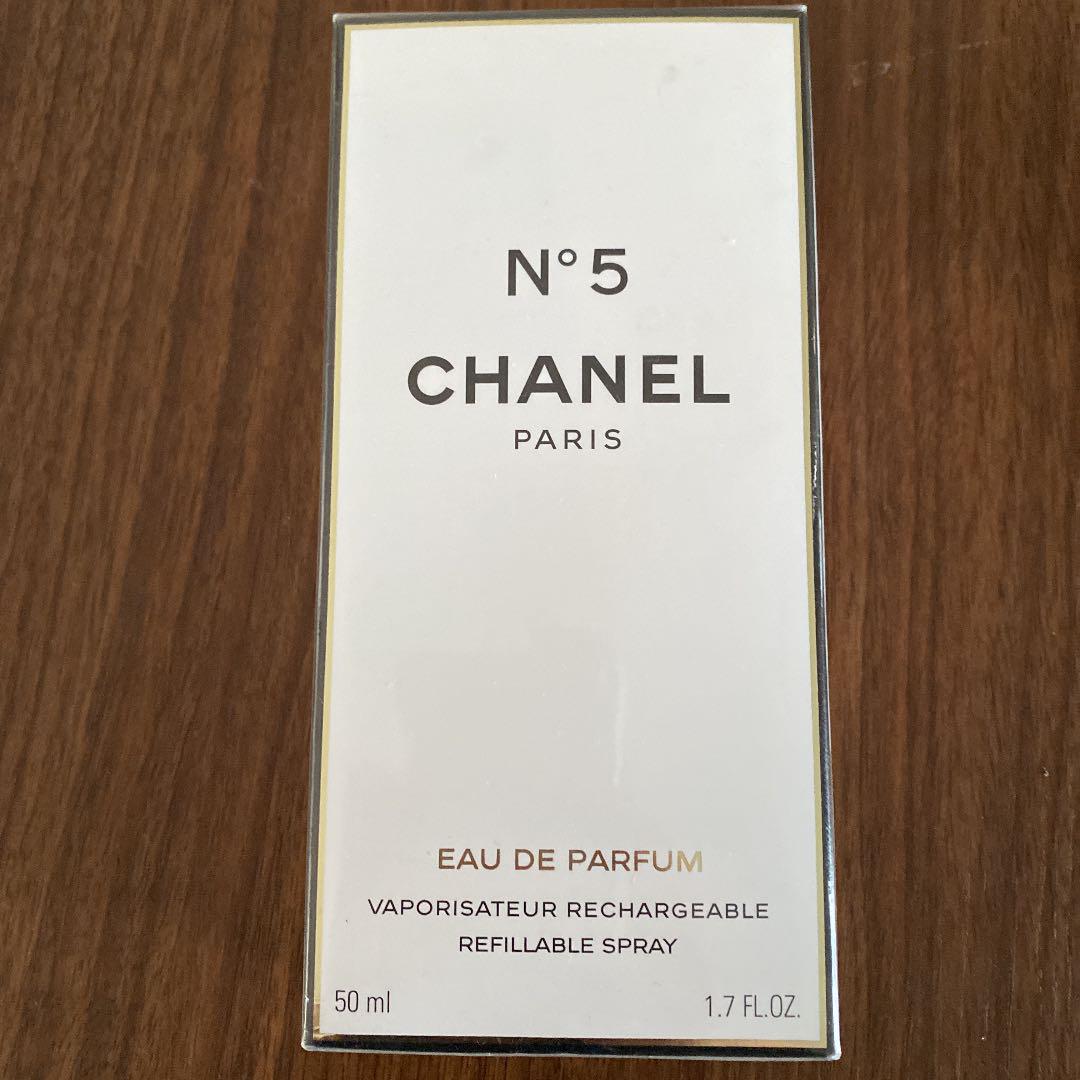 N°5
CHANEL
PARIS
EAU DE PARFUM
VAPORISATEUR RECHARGEABLE
REFILLABLE SPRAY
50 ml 1.7 FL.OZ.